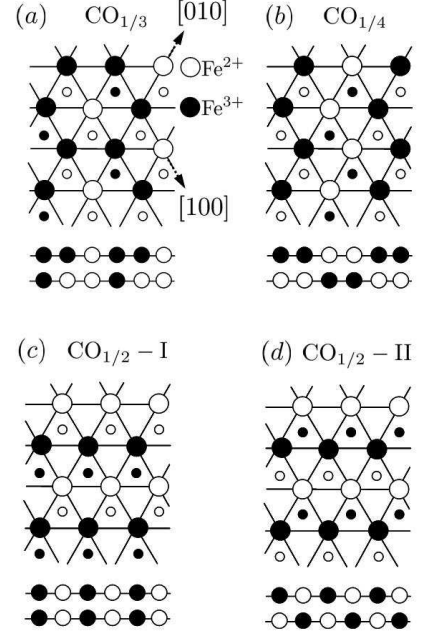 (a) CO₁/₃
[010]
(b) CO₁/₄
Fe²⁺
Fe³⁺
[100]
(c) CO₁/₂ − I
(d) CO₁/₂ − II